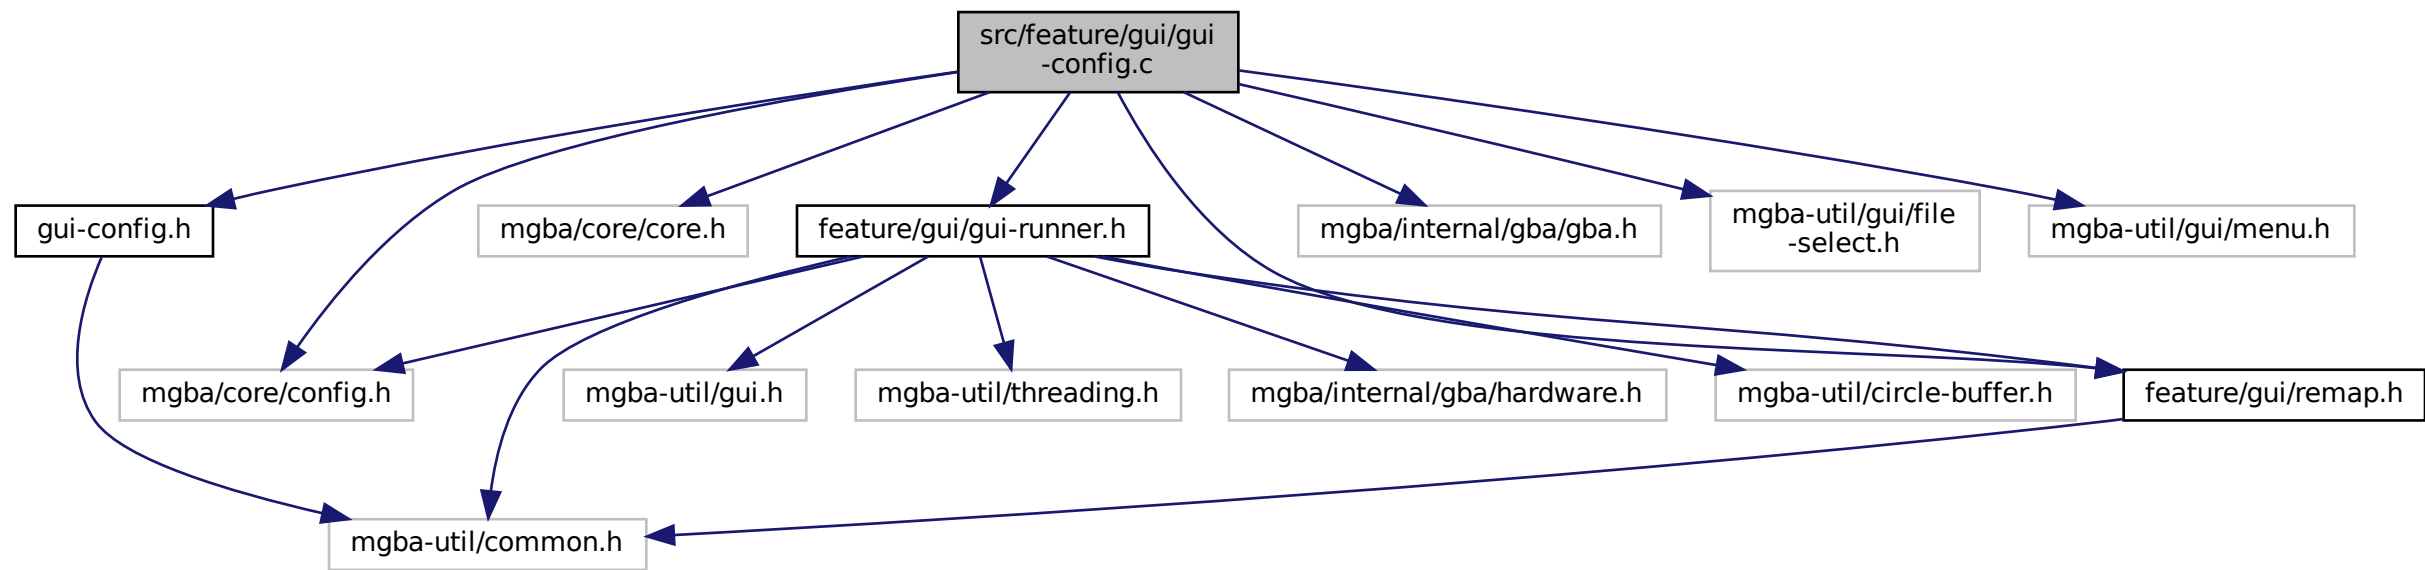 src/feature/gui/gui
-config.c
gui-config.h
mgba/core/core.h
feature/gui/gui-runner.h
mgba/internal/gba/gba.h
mgba-util/gui/file
-select.h
mgba-util/gui/menu.h
mgba/core/config.h
mgba-util/gui.h
mgba-util/threading.h
mgba/internal/gba/hardware.h
mgba-util/circle-buffer.h
feature/gui/remap.h
mgba-util/common.h